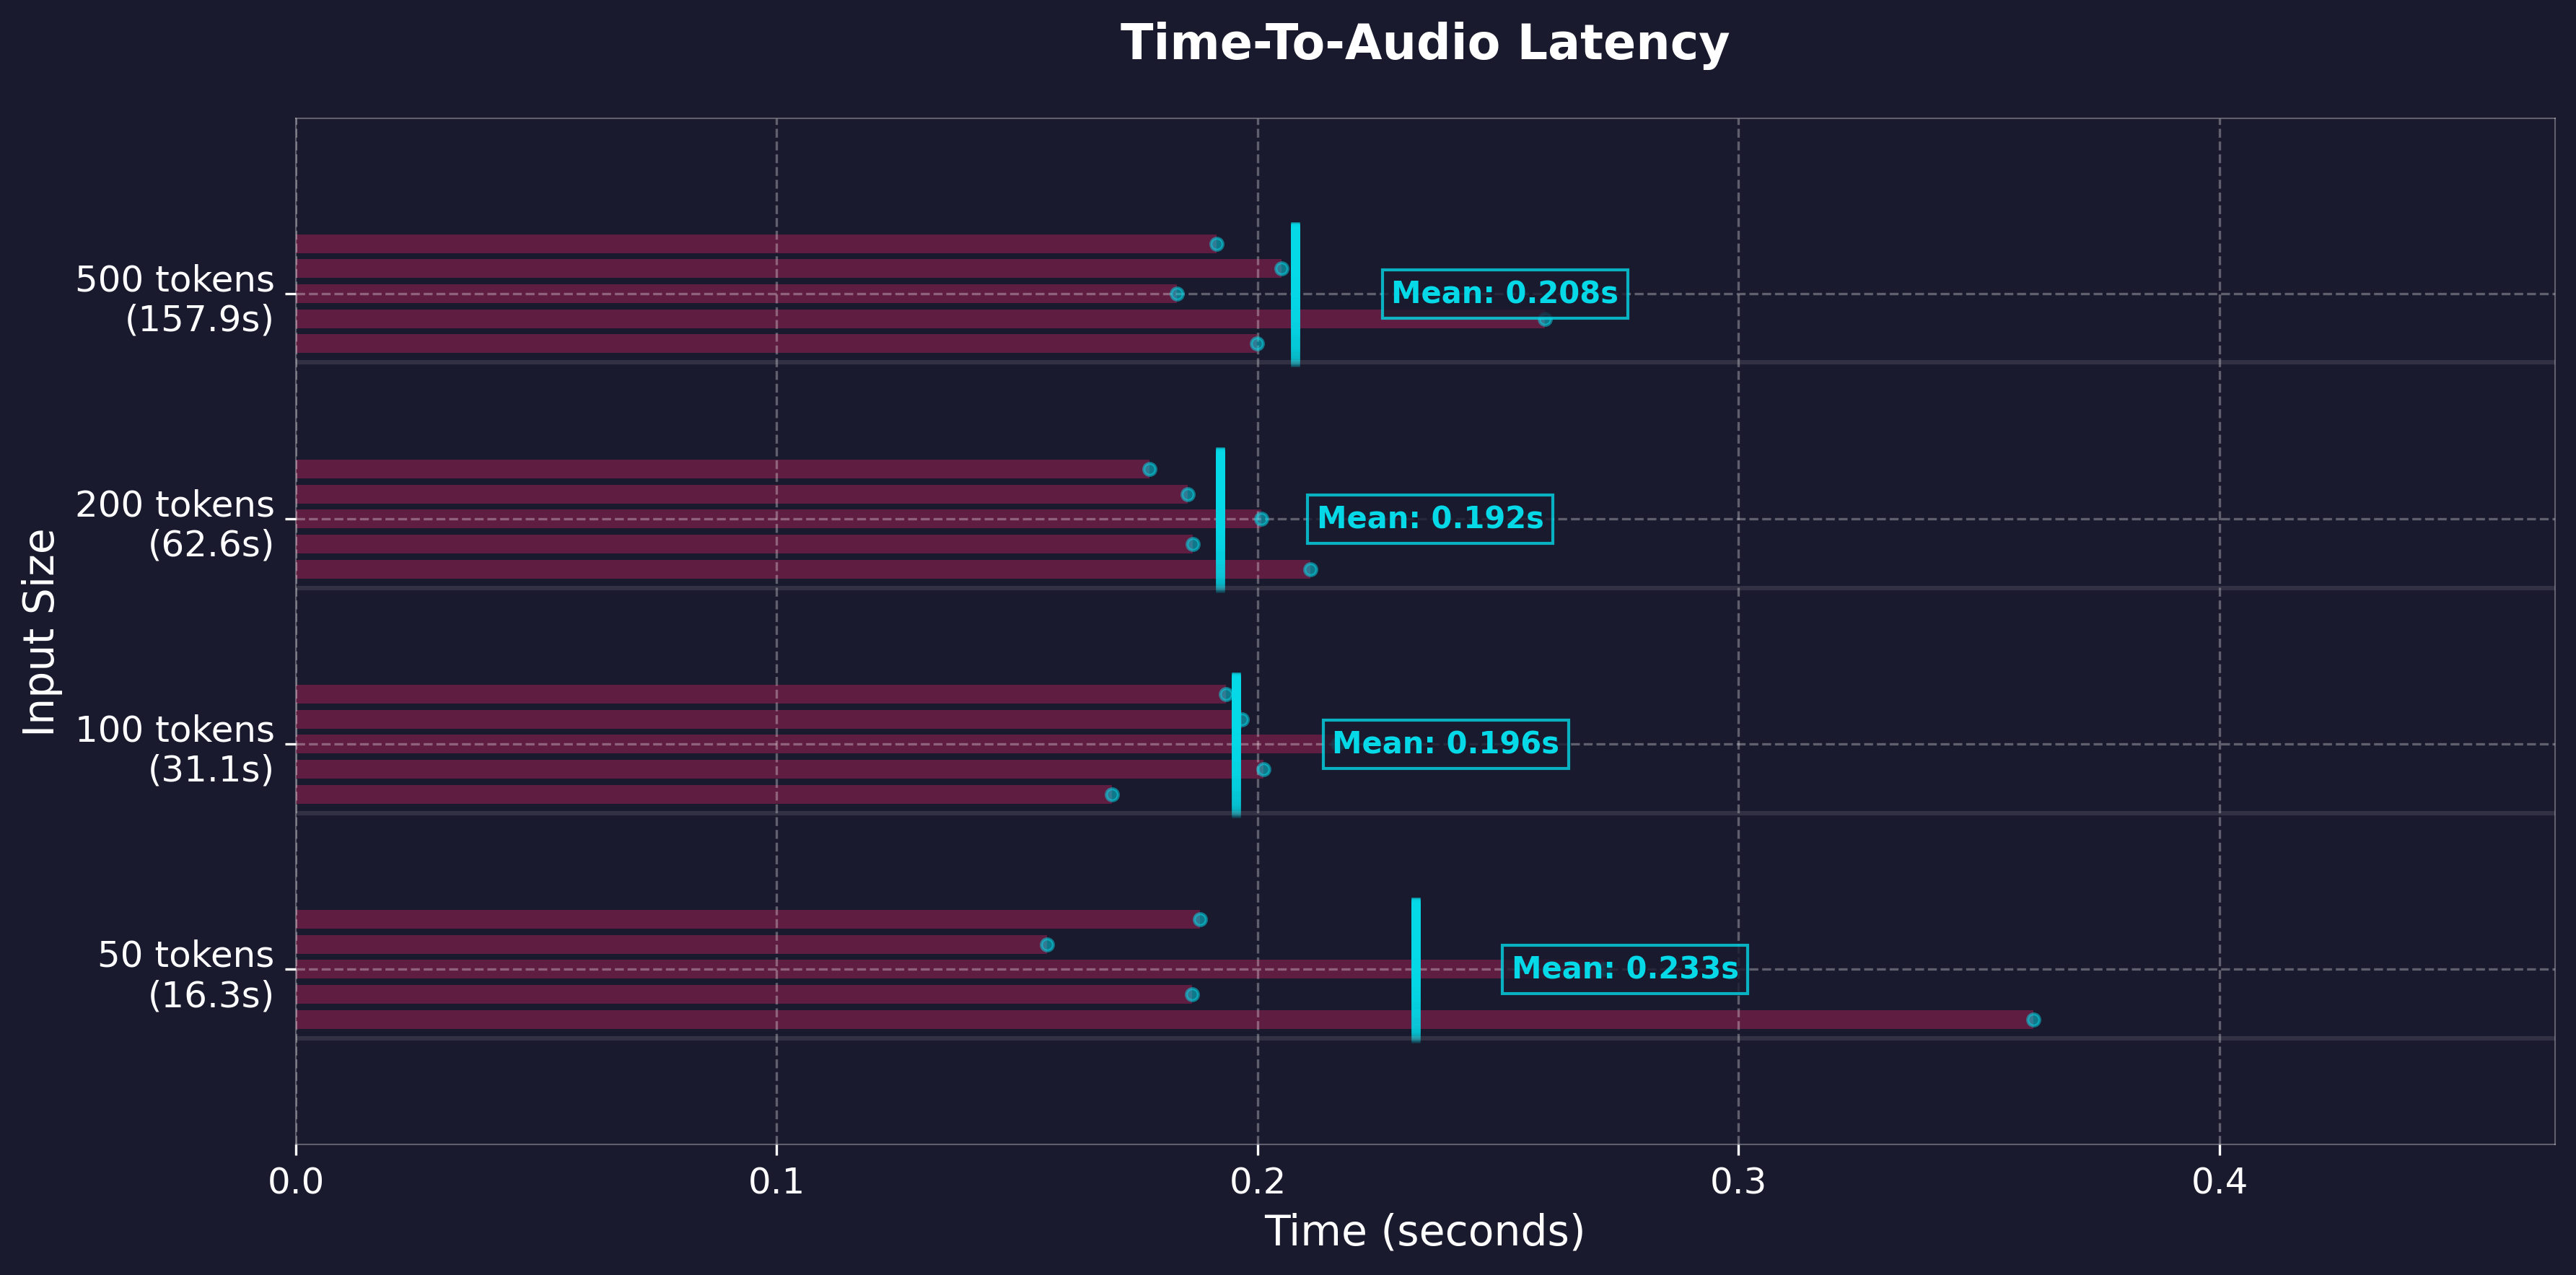 Time-To-Audio Latency
500 tokens
(157.9s)
Mean: 0.208s
200 tokens
(62.6s)
Mean: 0.192s
Input Size
100 tokens
(31.1s)
Mean: 0.196s
50 tokens
(16.3s)
Mean: 0.233s
0.0 0.1 0.2 0.3 0.4
Time (seconds)